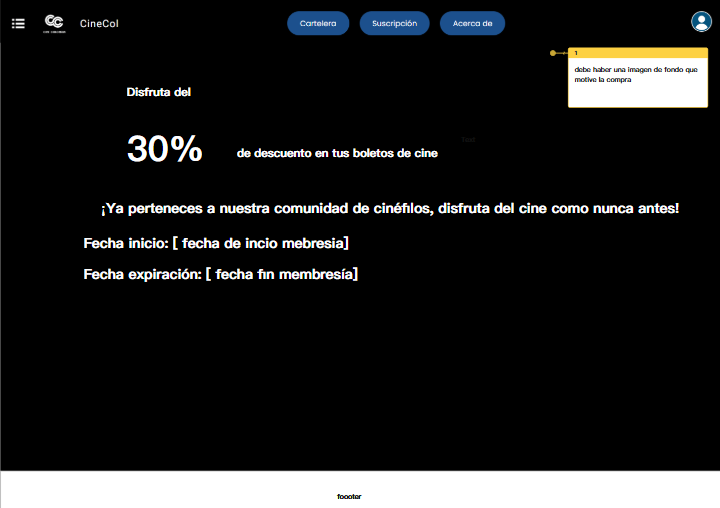 CineCol
Cartelera
Suscripción
Acerca de
1
debe haber una imagen de fondo que
motive la compra
Disfruta del
30%
de descuento en tus boletos de cine
Text
¡Ya perteneces a nuestra comunidad de cinéfilos, disfruta del cine como nunca antes!
Fecha inicio: [ fecha de incio mebresia]
Fecha expiración: [ fecha fin membresía]
foooter